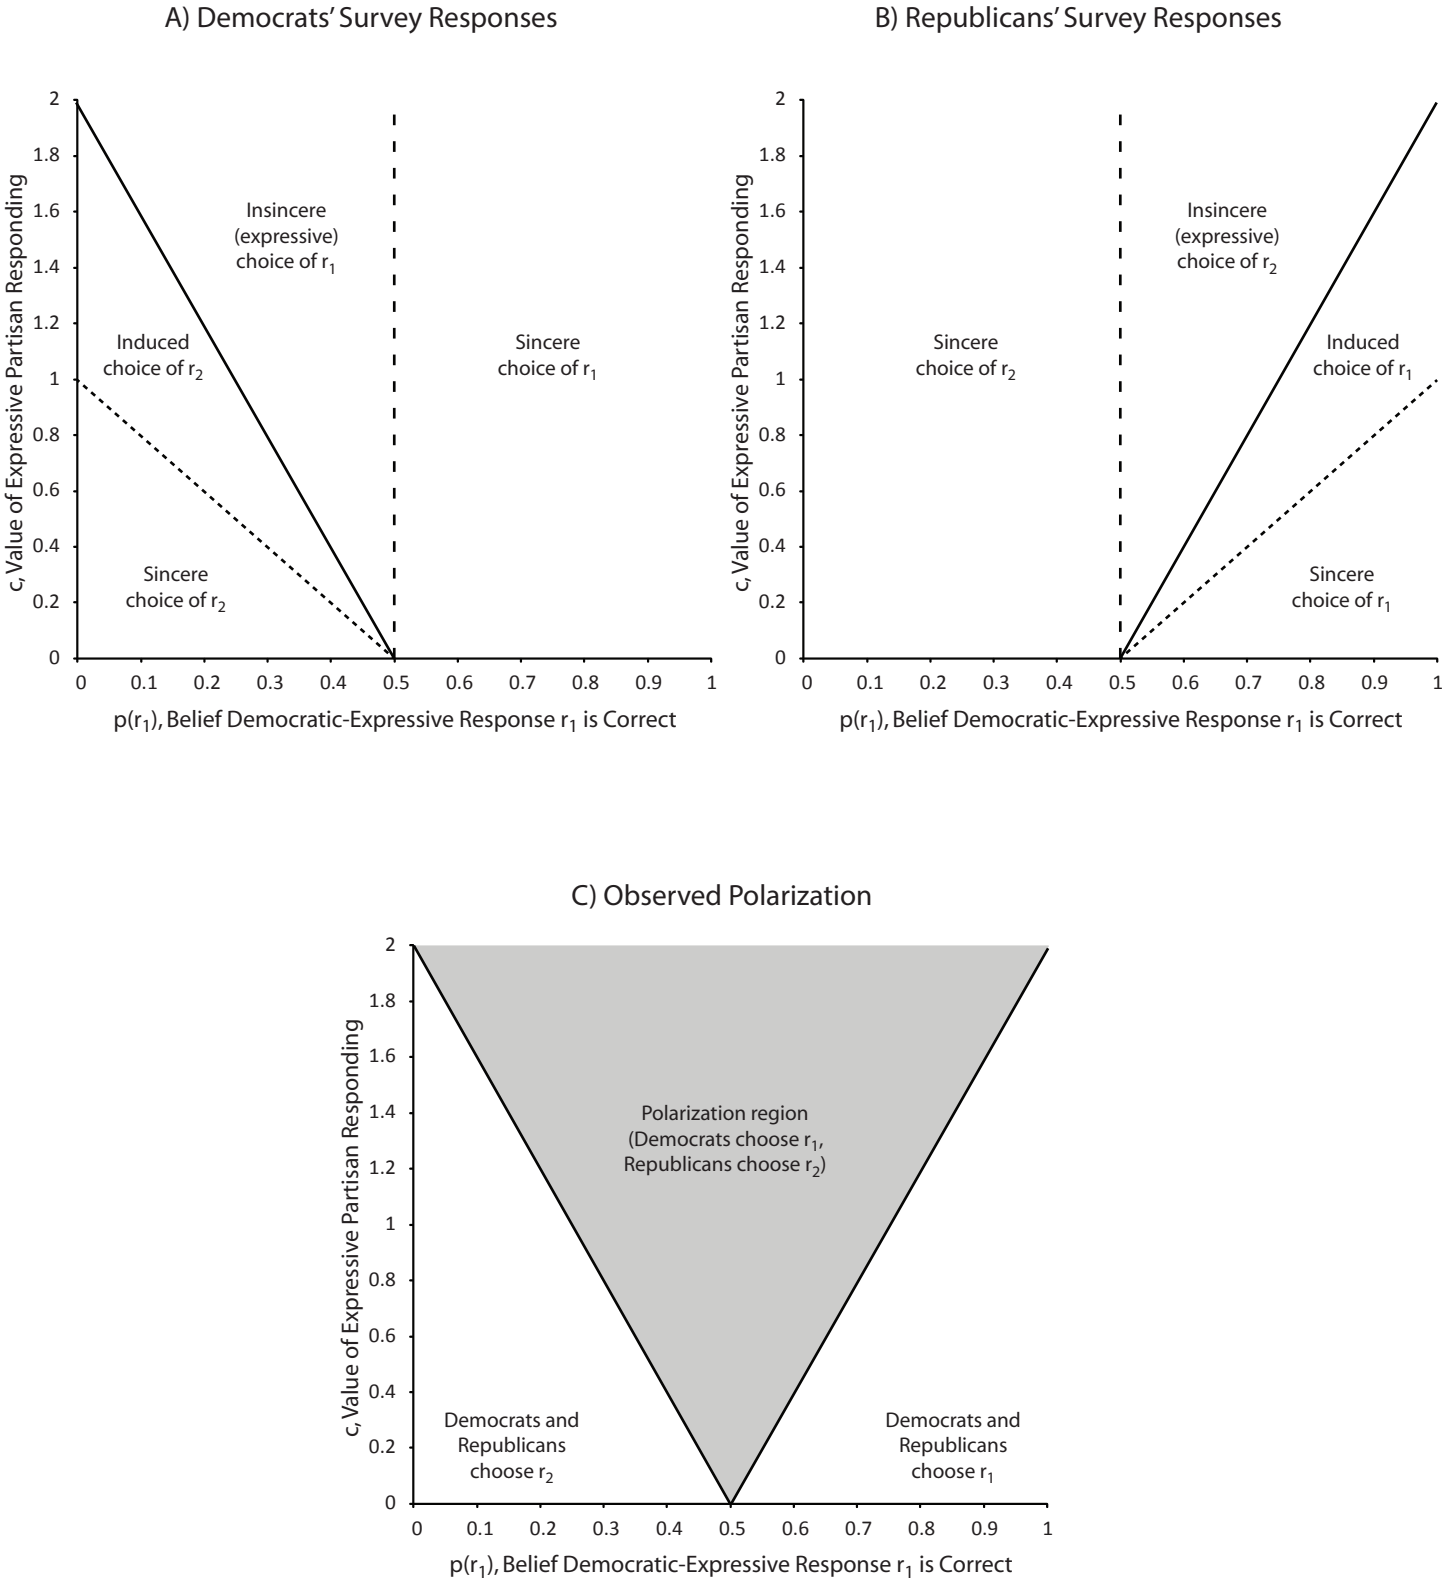 A) Democrats' Survey Responses
c, Value of Expressive Partisan Responding
2
1.8
1.6
1.4
1.2
1
0.8
0.6
0.4
0.2
0
Insincere
(expressive)
choice of r1
Induced
choice of r2
Sincere
choice of r1
Sincere
choice of r2
0 0.1 0.2 0.3 0.4 0.5 0.6 0.7 0.8 0.9 1
p(r1), Belief Democratic-Expressive Response r1 is Correct
B) Republicans' Survey Responses
c, Value of Expressive Partisan Responding
2
1.8
1.6
1.4
1.2
1
0.8
0.6
0.4
0.2
0
Insincere
(expressive)
choice of r2
Sincere
choice of r2
Induced
choice of r1
Sincere
choice of r1
0 0.1 0.2 0.3 0.4 0.5 0.6 0.7 0.8 0.9 1
p(r1), Belief Democratic-Expressive Response r1 is Correct
C) Observed Polarization
c, Value of Expressive Partisan Responding
2
1.8
1.6
1.4
1.2
1
0.8
0.6
0.4
0.2
0
Polarization region
(Democrats choose r1,
Republicans choose r2)
Democrats and
Republicans
choose r2
Democrats and
Republicans
choose r1
0 0.1 0.2 0.3 0.4 0.5 0.6 0.7 0.8 0.9 1
p(r1), Belief Democratic-Expressive Response r1 is Correct